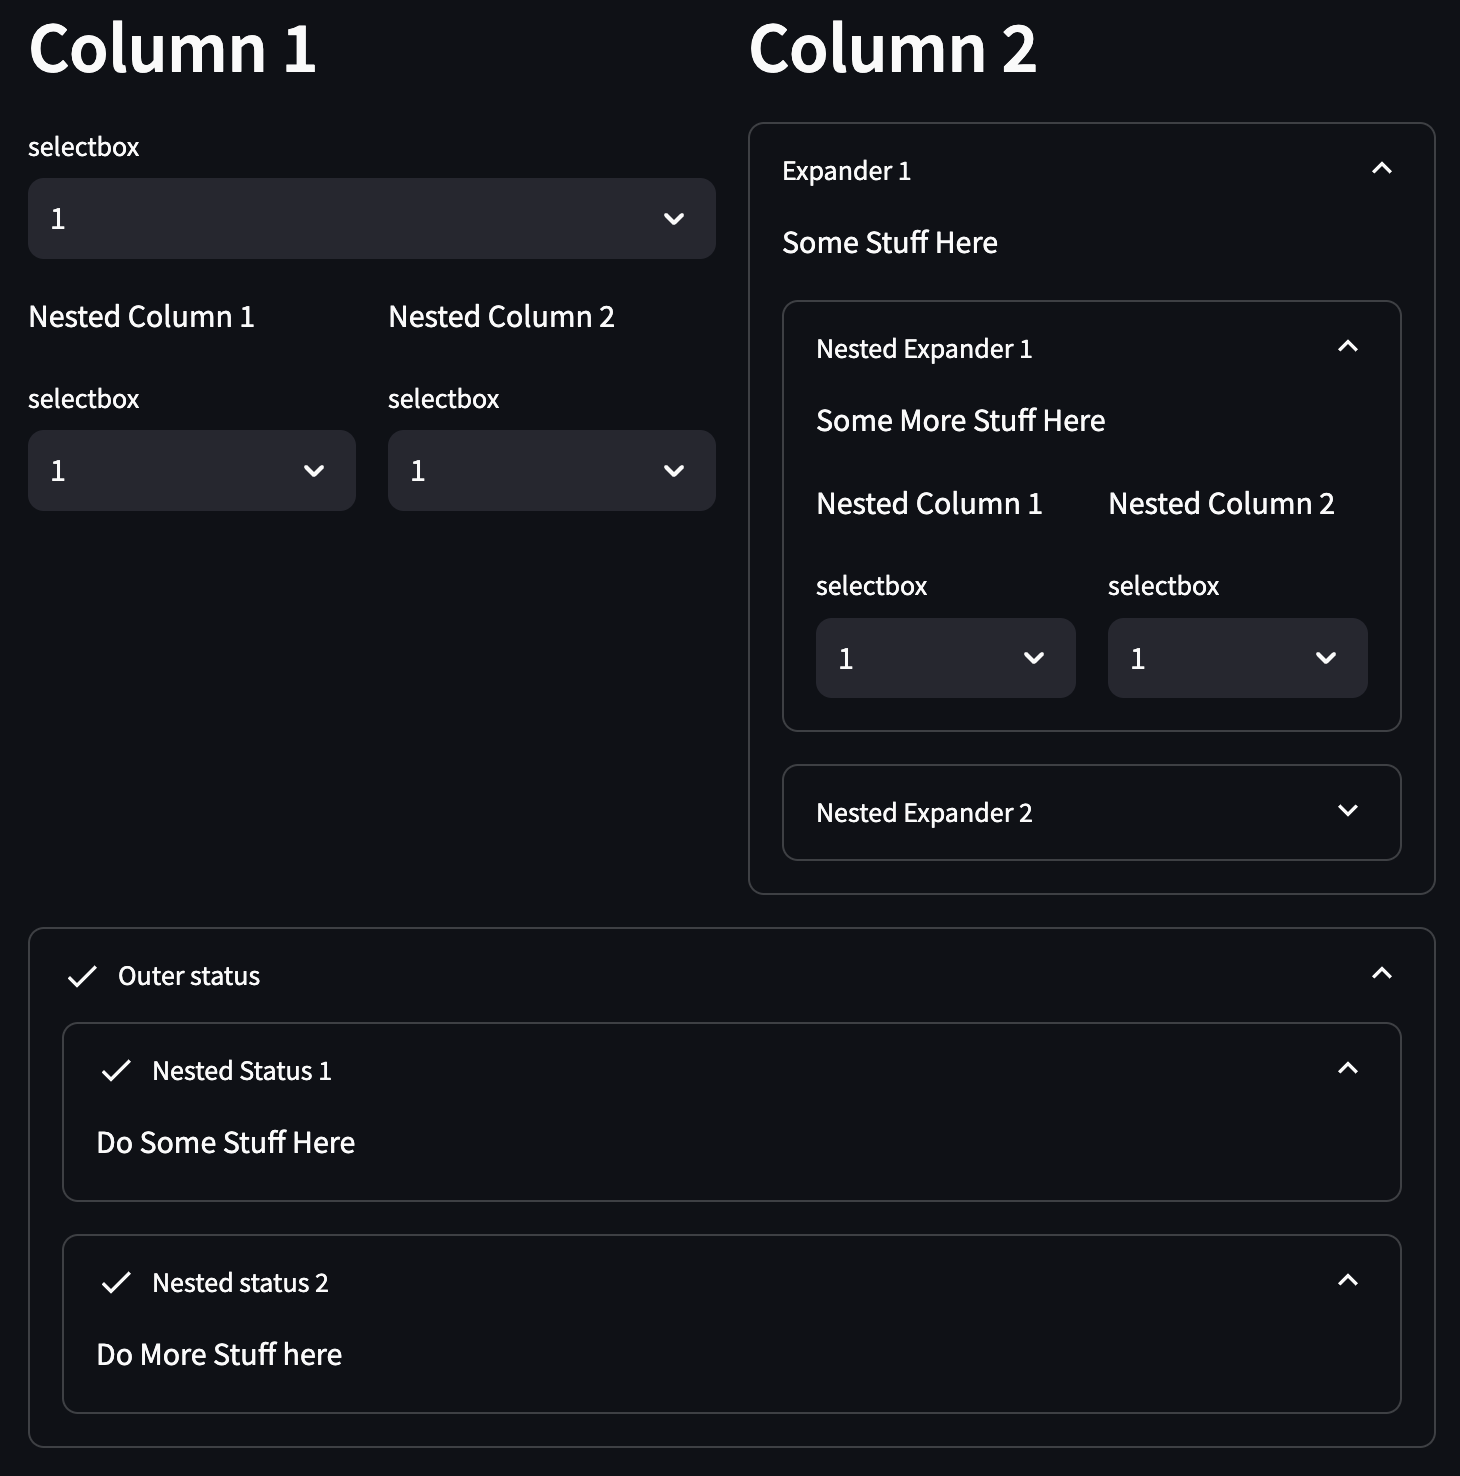 Column 1
selectbox
1
Nested Column 1
selectbox
1
Nested Column 2
selectbox
1
Column 2
Expander 1
Some Stuff Here
Nested Expander 1
Some More Stuff Here
Nested Column 1
selectbox
1
Nested Column 2
selectbox
1
Nested Expander 2
Outer status
Nested Status 1
Do Some Stuff Here
Nested status 2
Do More Stuff here